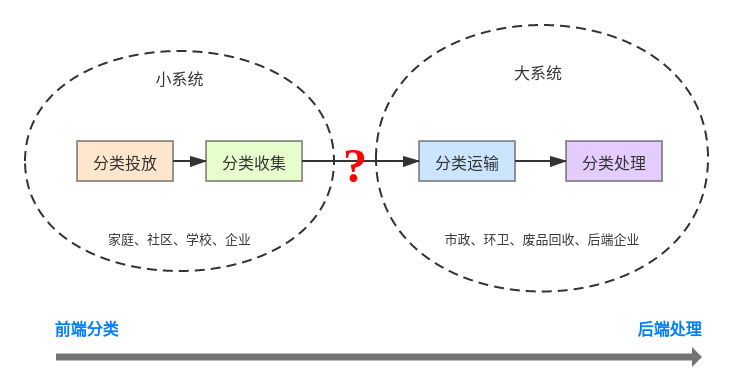 小系统
大系统
分类投放
分类收集
?
分类运输
分类处理
家庭、社区、学校、企业
市政、环卫、废品回收、后端企业
前端分类
后端处理